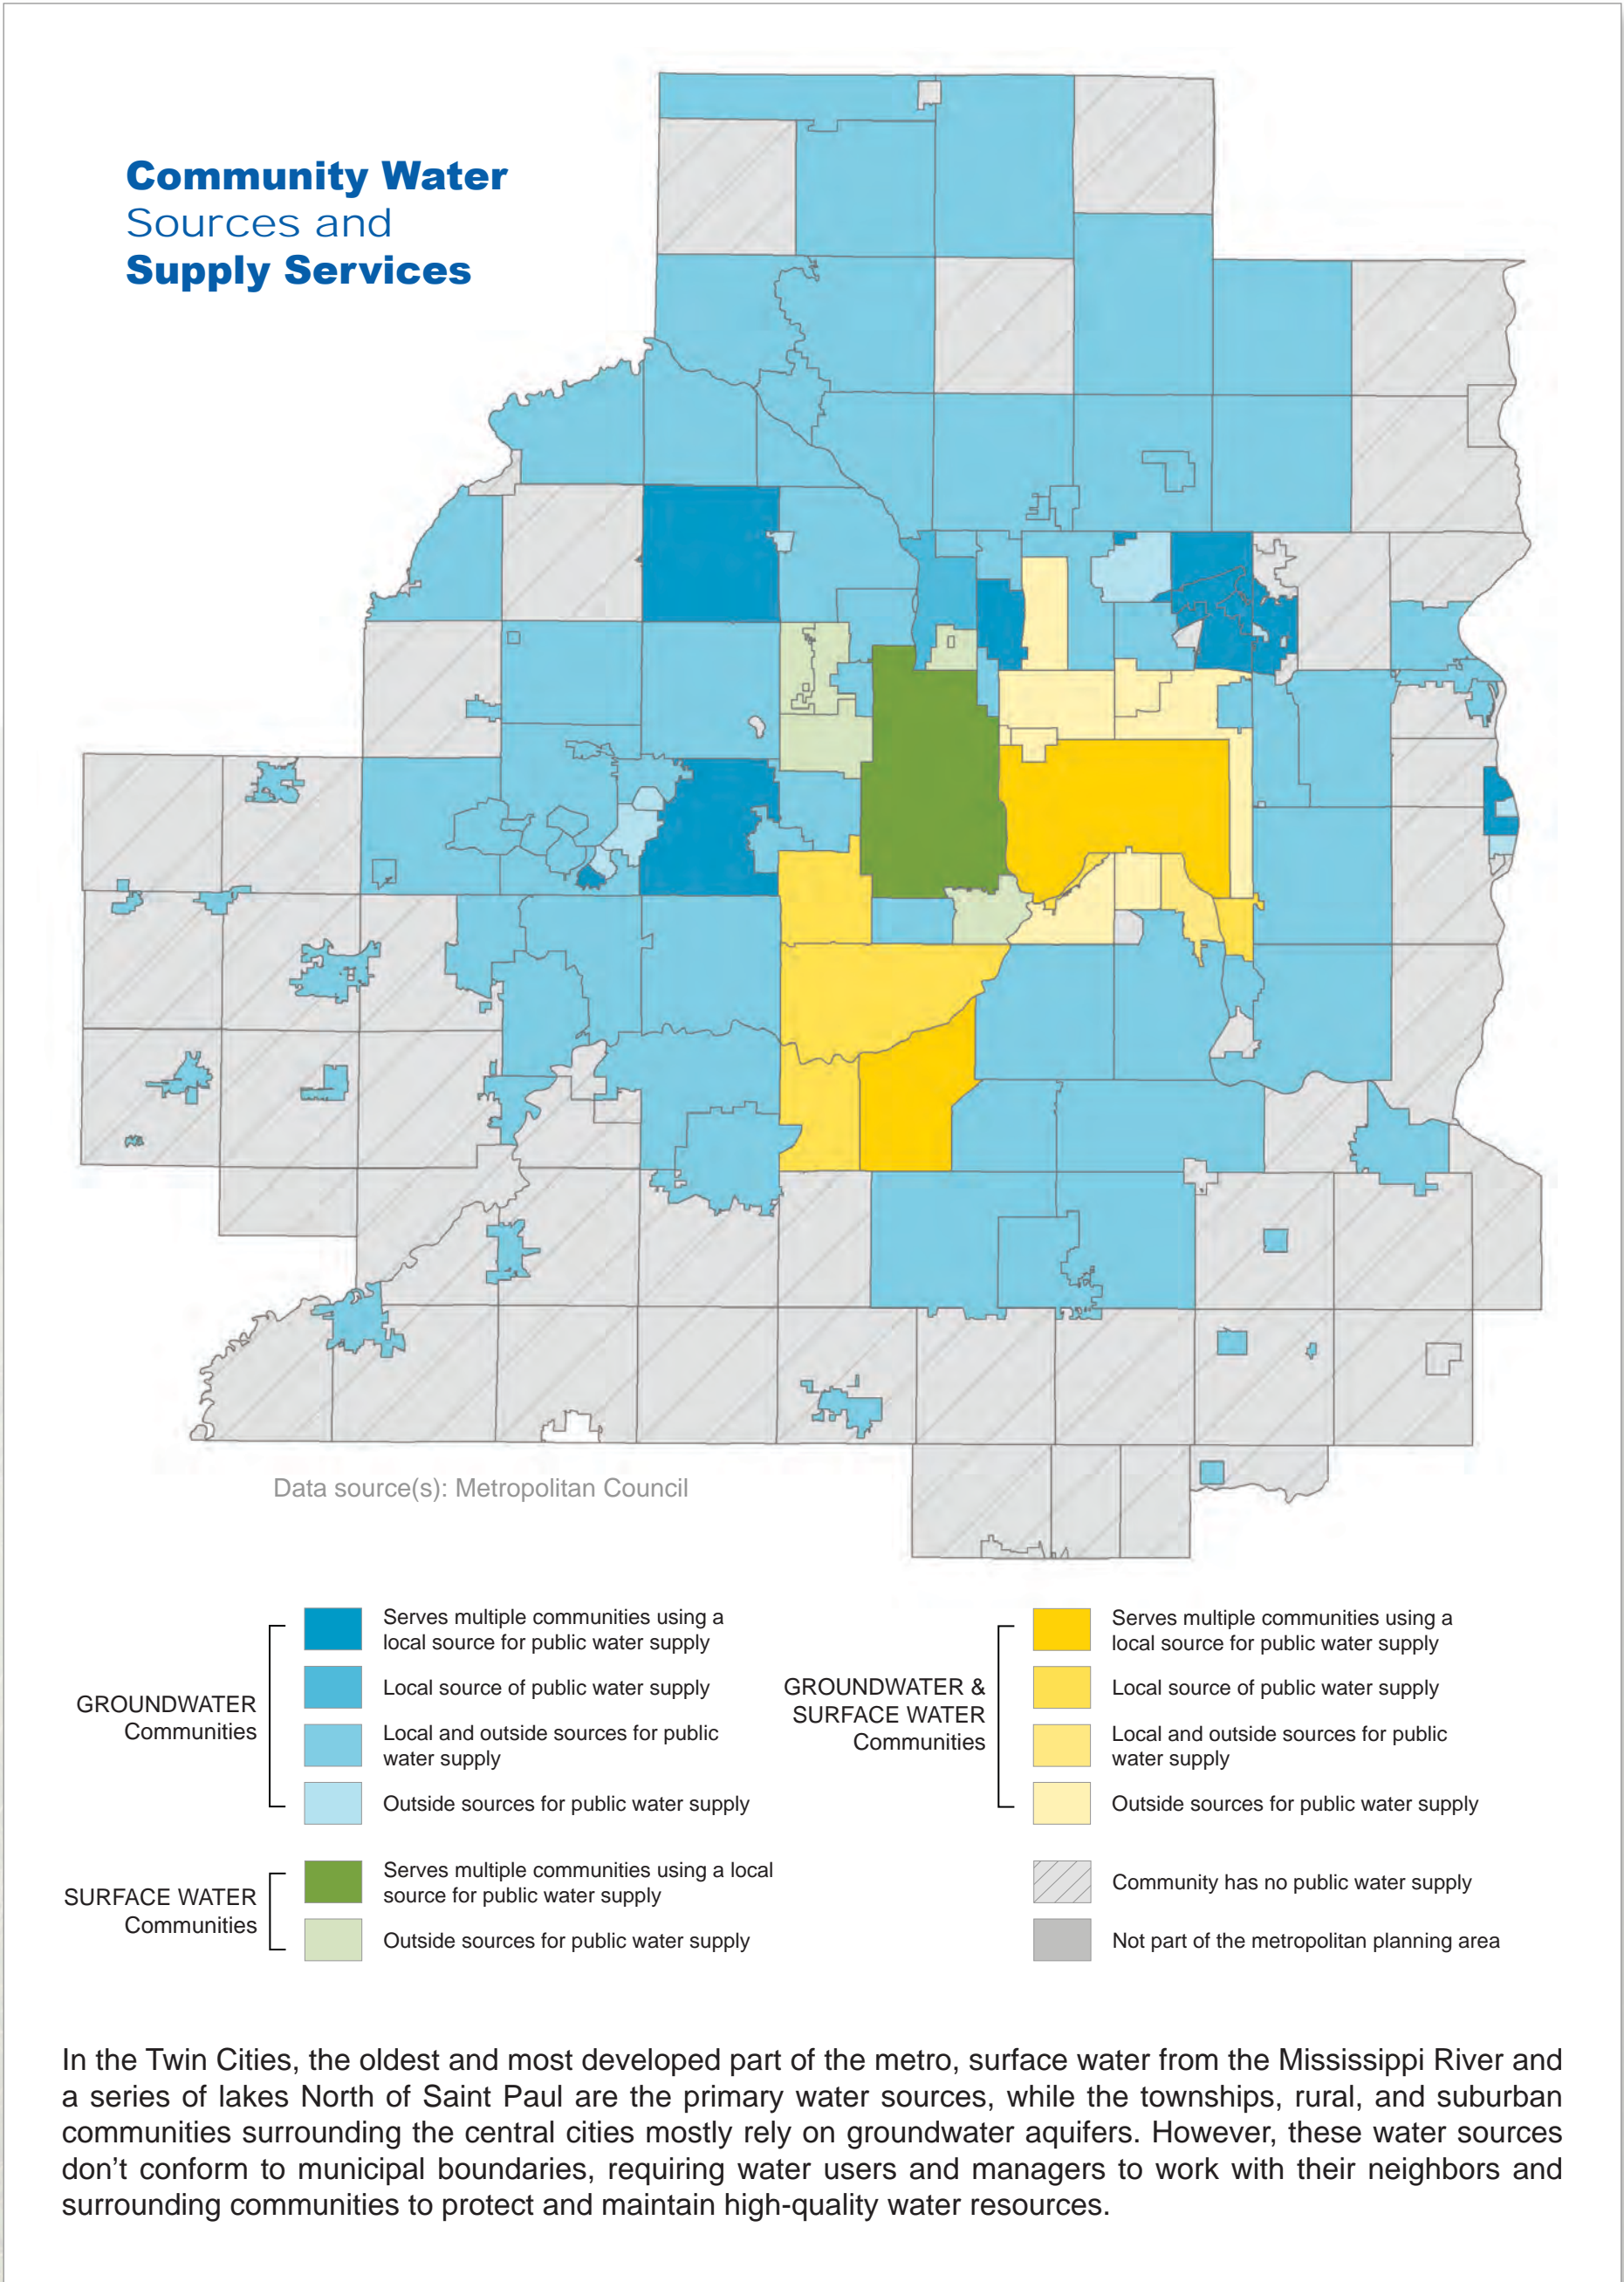 Community Water
Sources and
Supply Services
Data source(s): Metropolitan Council
GROUNDWATER
Communities
Serves multiple communities using a
local source for public water supply
Local source of public water supply
Local and outside sources for public
water supply
Outside sources for public water supply
SURFACE WATER
Communities
Serves multiple communities using a local
source for public water supply
Outside sources for public water supply
GROUNDWATER &
SURFACE WATER
Communities
Serves multiple communities using a
local source for public water supply
Local source of public water supply
Local and outside sources for public
water supply
Outside sources for public water supply
Community has no public water supply
Not part of the metropolitan planning area
In the Twin Cities, the oldest and most developed part of the metro, surface water from the Mississippi River and
a series of lakes North of Saint Paul are the primary water sources, while the townships, rural, and suburban
communities surrounding the central cities mostly rely on groundwater aquifers. However, these water sources
don't conform to municipal boundaries, requiring water users and managers to work with their neighbors and
surrounding communities to protect and maintain high-quality water resources.